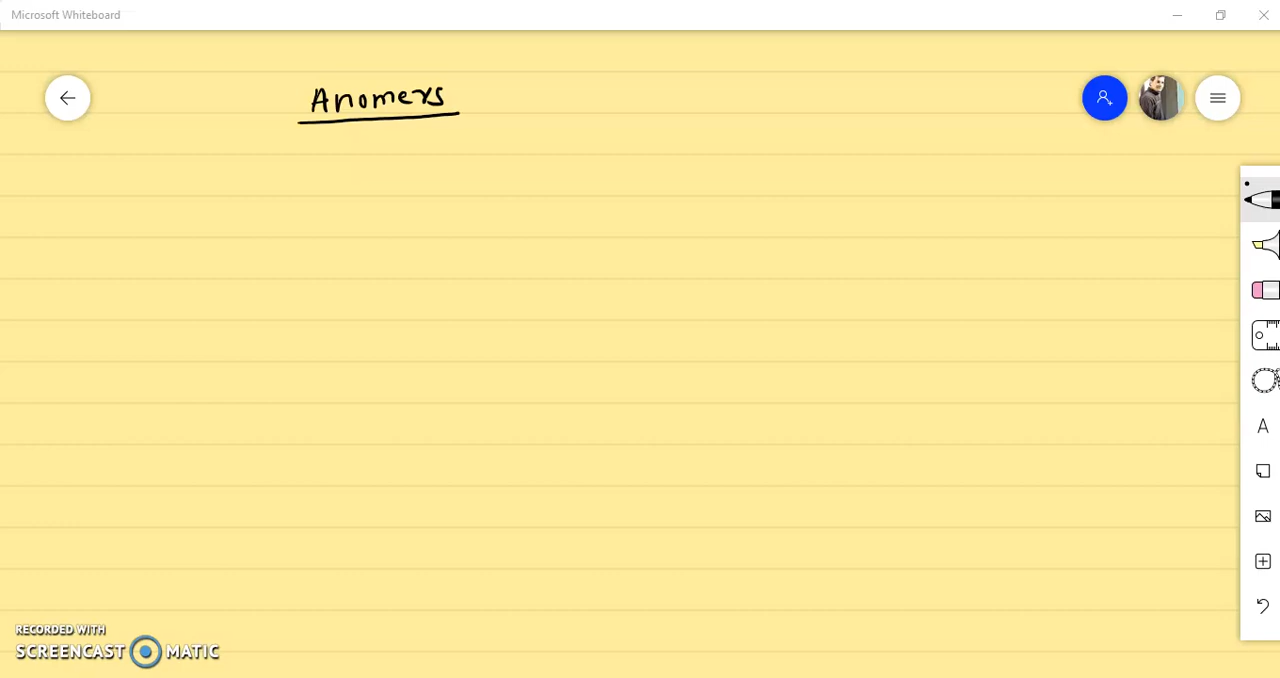 Microsoft Whiteboard
Anomers
A
RECORDED WITH
SCREENCAST MATIC